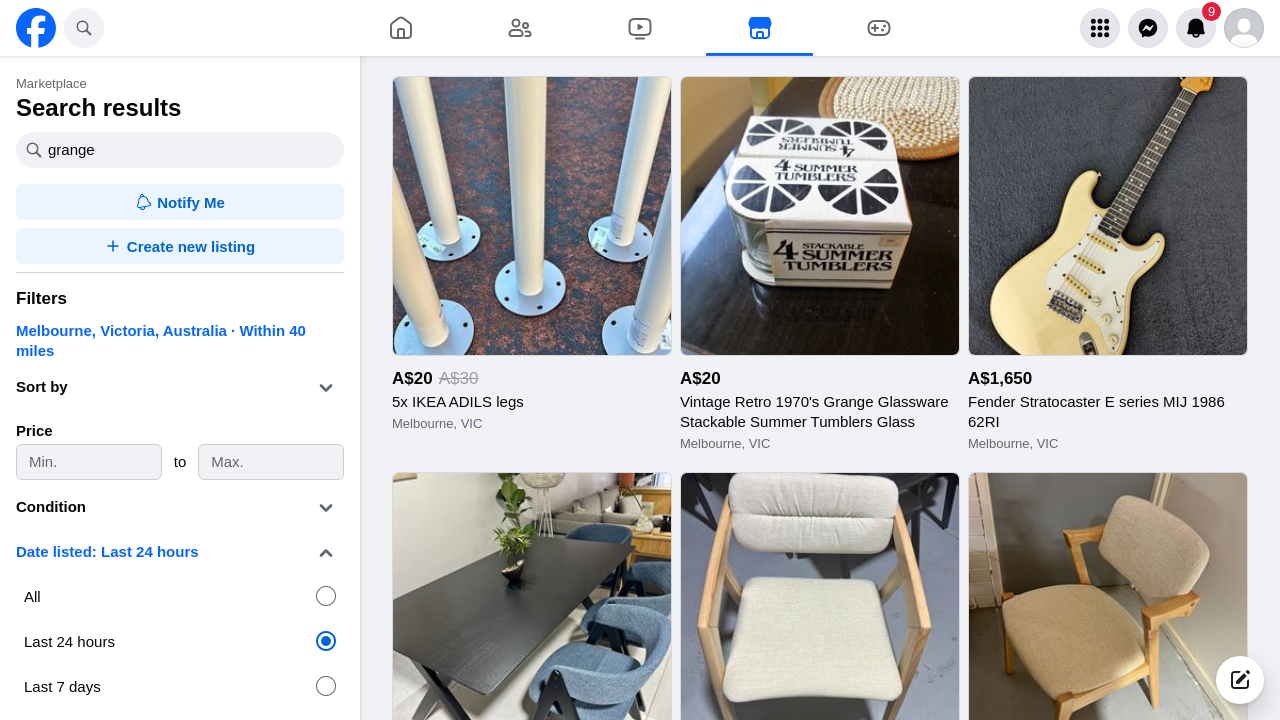 9
Marketplace
Search results
grange
Notify Me
Create new listing
Filters
Melbourne, Victoria, Australia · Within 40
miles
Sort by
Price
Min.
to
Max.
Condition
Date listed: Last 24 hours
All
Last 24 hours
Last 7 days
4 SUMMER
TUMBLERS
4 SUMMER
TUMBLERS
4 STACKABLE
SUMMER
TUMBLERS
A$20 A$30
5x IKEA ADILS legs
Melbourne, VIC
A$20
Vintage Retro 1970's Grange Glassware
Stackable Summer Tumblers Glass
Melbourne, VIC
A$1,650
Fender Stratocaster E series MIJ 1986
62RI
Melbourne, VIC